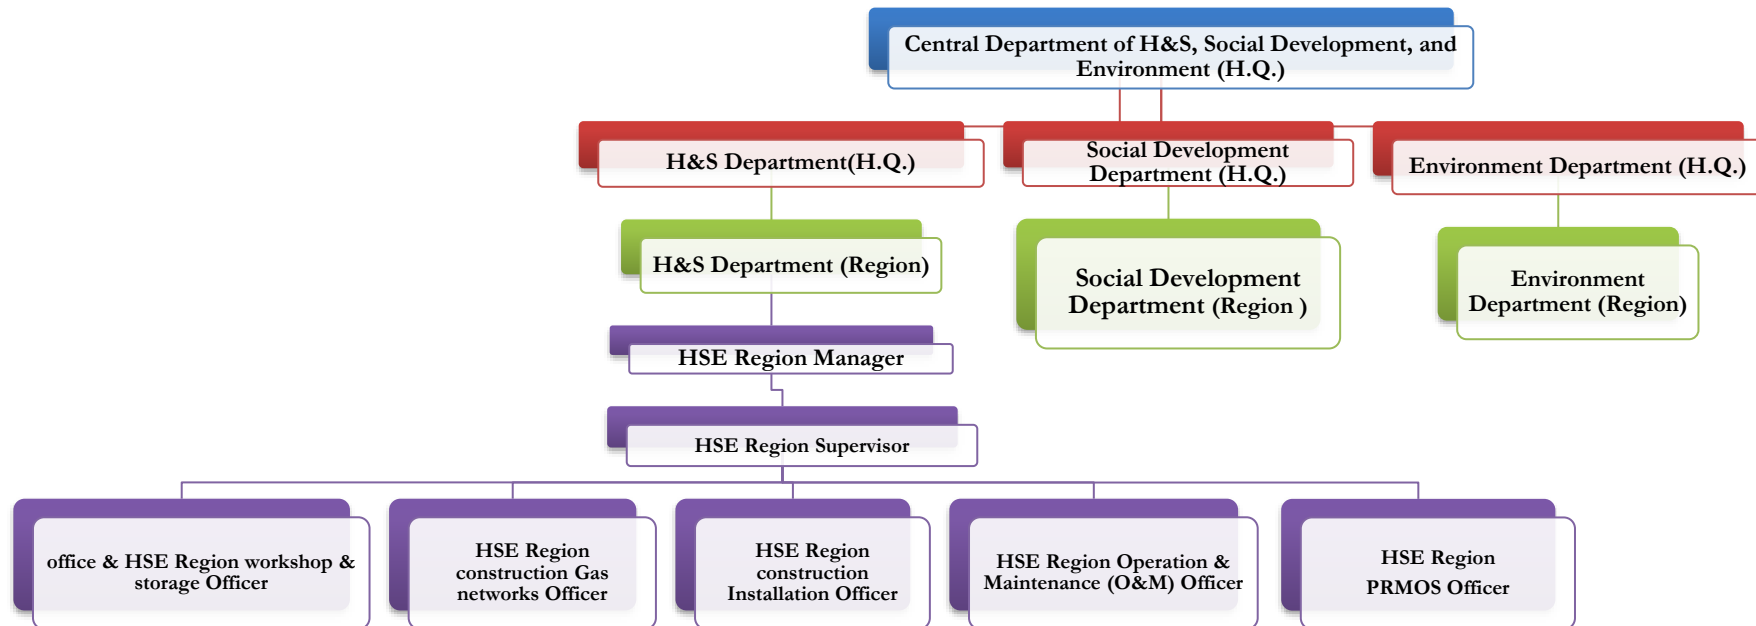 Central Department of H&S, Social Development, and
Environment (H.Q.)
H&S Department(H.Q.)
Social Development
Department (H.Q.)
Environment Department (H.Q.)
H&S Department (Region)
Social Development
Department (Region )
Environment
Department (Region)
HSE Region Manager
HSE Region Supervisor
office & HSE Region workshop &
storage Officer
HSE Region
construction Gas
networks Officer
HSE Region
construction
Installation Officer
HSE Region Operation &
Maintenance (O&M) Officer
HSE Region
PRMOS Officer